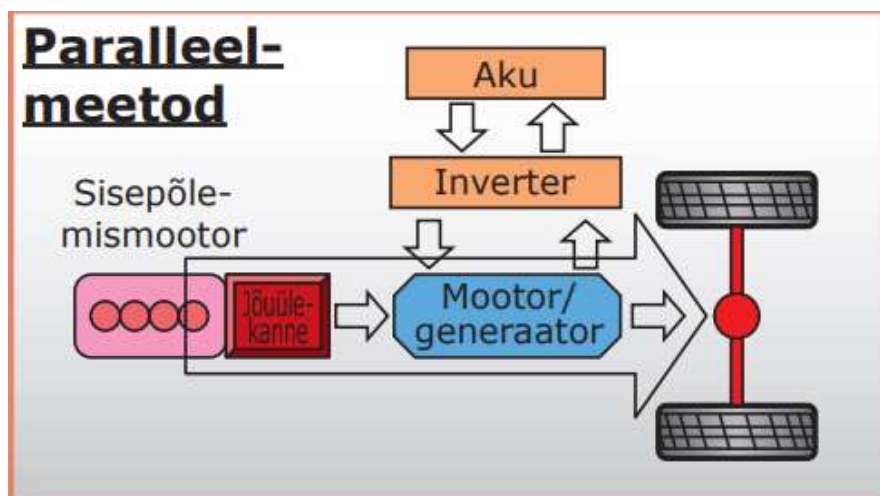 Paralleel-
meetod
Aku
Inverter
Sisepõle-
mismootor
Jõuüle-
kanne
Mootor/
generaator